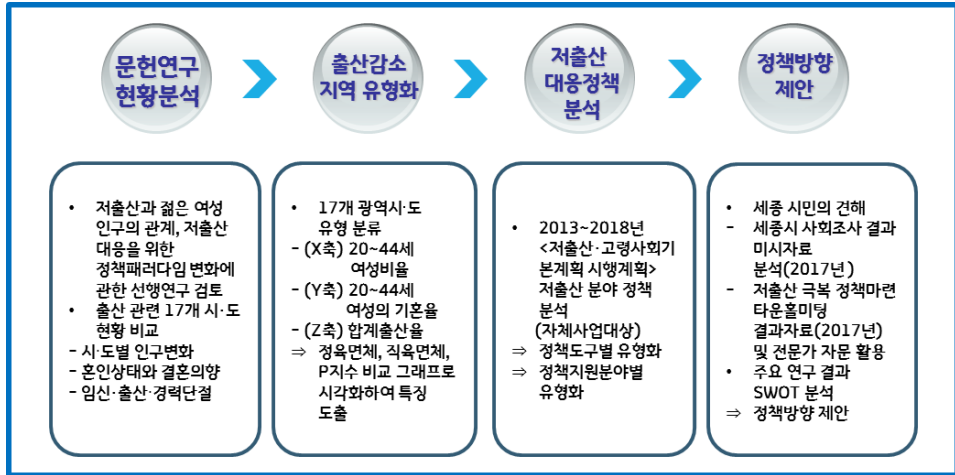 문헌연구
현황분석
출산감소
지역 유형화
저출산
대응정책
분석
정책방향
제안
• 저출산과 젊은 여성
인구의 관계, 저출산
대응을 위한
정책패러다임 변화에
관한 선행연구 검토
• 출산 관련 17개 시·도
현황 비교
- 시·도별 인구변화
- 혼인상태와 결혼의향
- 임신·출산·경력단절
• 17개 광역시·도
유형 분류
- (X축) 20~44세
여성비율
- (Y축) 20~44세
여성의 기혼율
- (Z축) 합계출산율
⇒ 정육면체, 직육면체,
P지수 비교 그래프로
시각화하여 특징
도출
• 2013~2018년
<저출산·고령사회기
본계획 시행계획>
저출산 분야 정책
분석
(자체사업대상)
⇒ 정책도구별 유형화
⇒ 정책지원분야별
유형화
• 세종 시민의 견해
- 세종시 사회조사 결과
미시자료
분석(2017년)
- 저출산 극복 정책마련
타운홀미팅
결과자료(2017년)
및 전문가 자문 활용
• 주요 연구 결과
SWOT 분석
⇒ 정책방향 제안